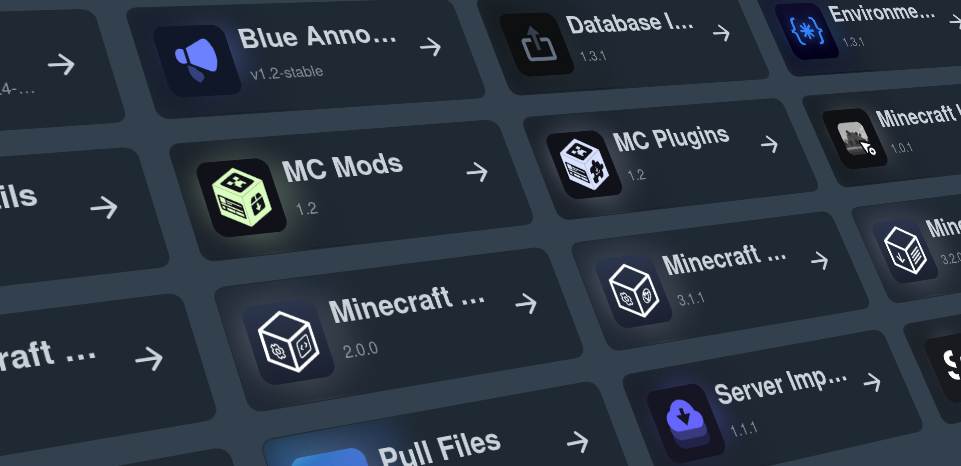 4-...
Blue Anno...
v1.2-stable
Database I...
1.3.1
Environme...
1.3.1
ils
MC Mods
1.2
MC Plugins
1.2
Minecraft
1.0.1
raft ...
Minecraft ...
2.0.0
Minecraft ...
3.1.1
Mine
3.2.0
Pull Files
Server Imp...
1.1.1
S